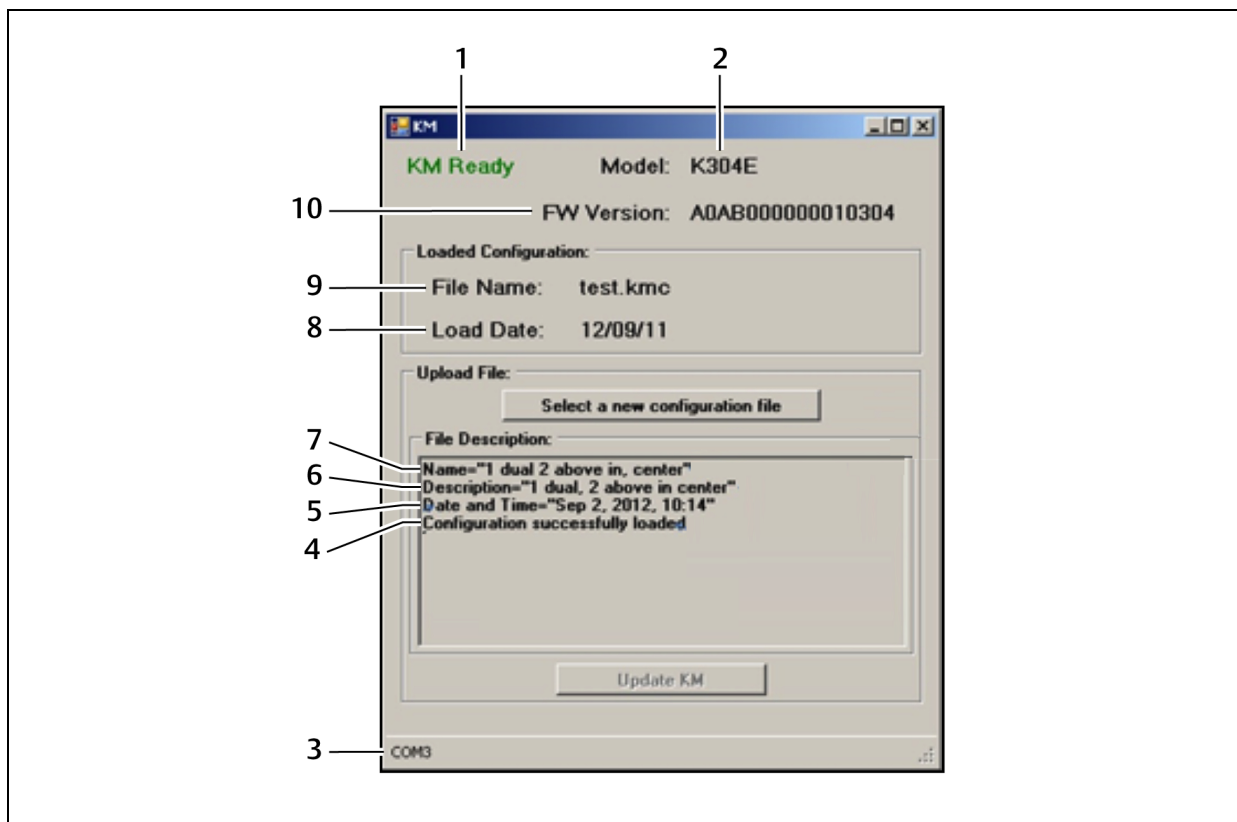 1 2
KM
KM Ready Model: K304E
10 FW Version: A0AB000000010304
Loaded Configuration:
9 File Name: test.kmc
8 Load Date: 12/09/11
Upload File:
Select a new configuration file
File Description:
7 Name="1 dual 2 above in, center"
6 Description="1 dual, 2 above in center"
5 Date and Time="Sep 2, 2012, 10:14"
4 Configuration successfully loaded
Update KM
3 COM3